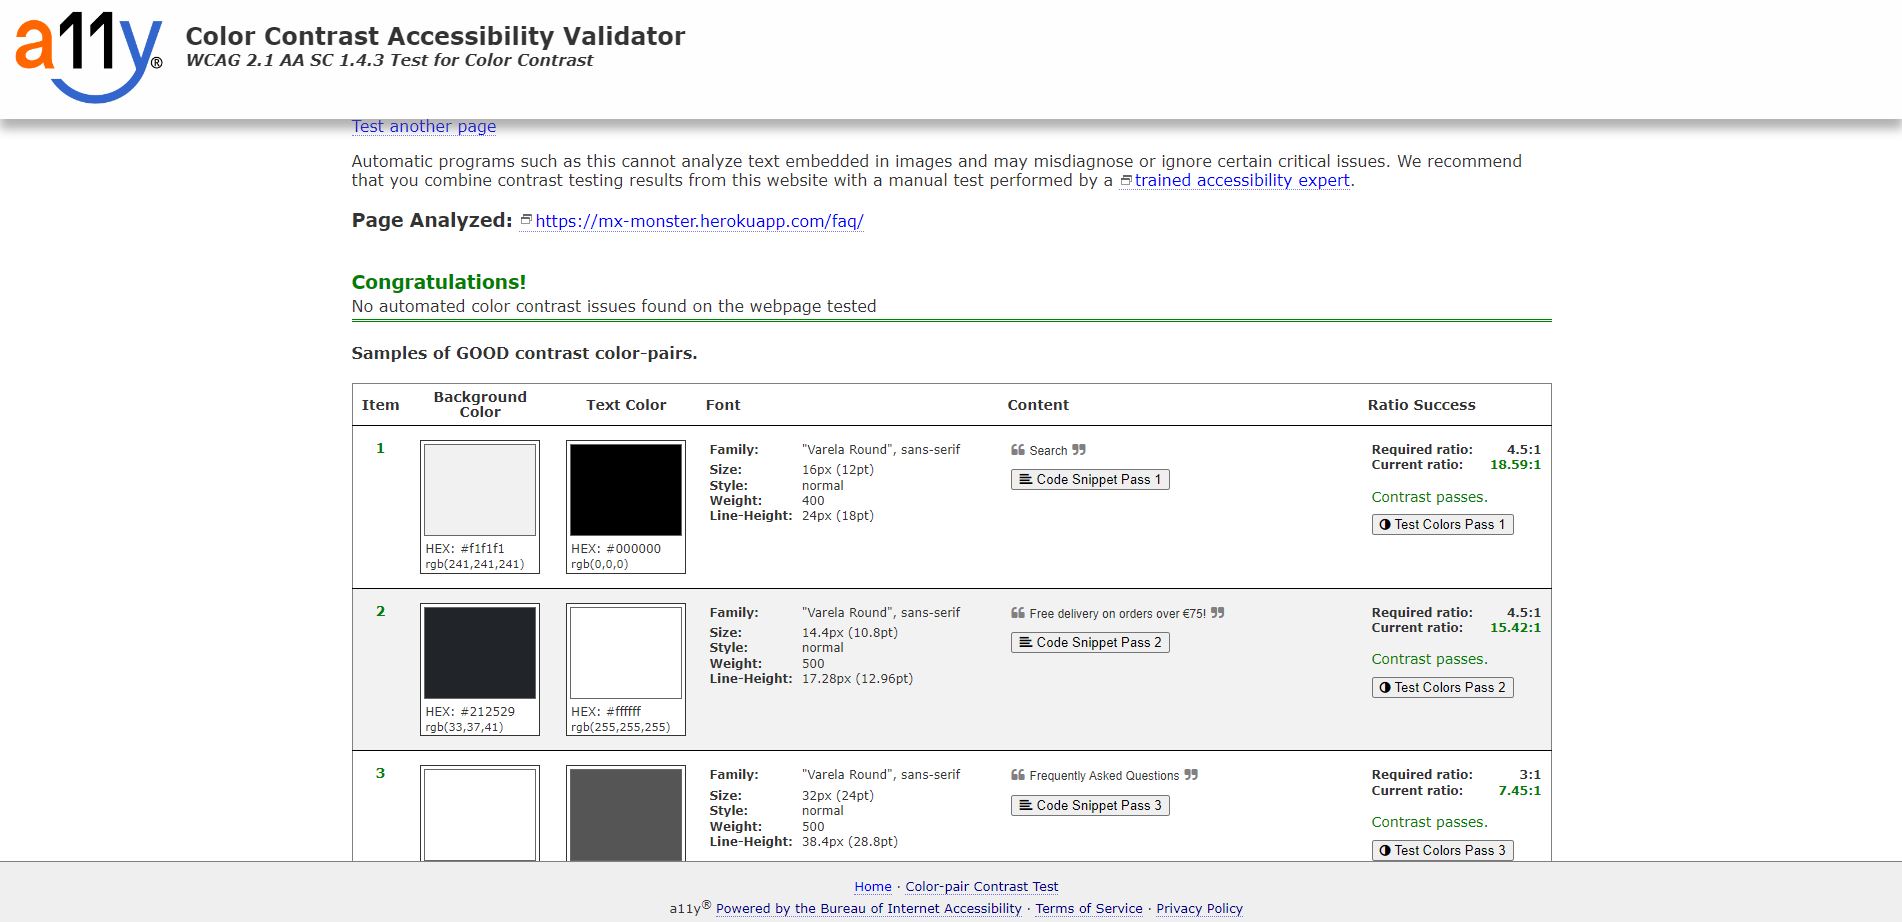 a11y®
Color Contrast Accessibility Validator
WCAG 2.1 AA SC 1.4.3 Test for Color Contrast
Test another page
Automatic programs such as this cannot analyze text embedded in images and may misdiagnose or ignore certain critical issues. We recommend
that you combine contrast testing results from this website with a manual test performed by a trained accessibility expert.
Page Analyzed: https://mx-monster.herokuapp.com/faq/
Congratulations!
No automated color contrast issues found on the webpage tested
Samples of GOOD contrast color-pairs.
Item Background Color Text Color Font Content Ratio Success
1
HEX: #f1f1f1
rgb(241,241,241)
HEX: #000000
rgb(0,0,0)
Family: "Varela Round", sans-serif
Size: 16px (12pt)
Style: normal
Weight: 400
Line-Height: 24px (18pt)
❝ Search ❞
Code Snippet Pass 1
Required ratio: 4.5:1
Current ratio: 18.59:1
Contrast passes.
Test Colors Pass 1
2
HEX: #212529
rgb(33,37,41)
HEX: #ffffff
rgb(255,255,255)
Family: "Varela Round", sans-serif
Size: 14.4px (10.8pt)
Style: normal
Weight: 500
Line-Height: 17.28px (12.96pt)
❝ Free delivery on orders over €75! ❞
Code Snippet Pass 2
Required ratio: 4.5:1
Current ratio: 15.42:1
Contrast passes.
Test Colors Pass 2
3
Family: "Varela Round", sans-serif
Size: 32px (24pt)
Style: normal
Weight: 500
Line-Height: 38.4px (28.8pt)
❝ Frequently Asked Questions ❞
Code Snippet Pass 3
Required ratio: 3:1
Current ratio: 7.45:1
Contrast passes.
Test Colors Pass 3
Home · Color-pair Contrast Test
a11y® Powered by the Bureau of Internet Accessibility · Terms of Service · Privacy Policy